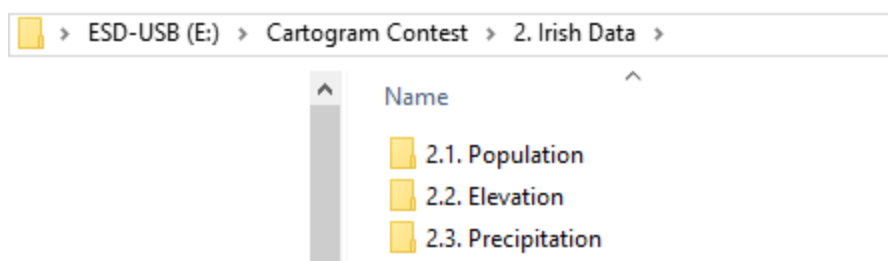 > ESD-USB (E:) > Cartogram Contest > 2. Irish Data >
Name
2.1. Population
2.2. Elevation
2.3. Precipitation